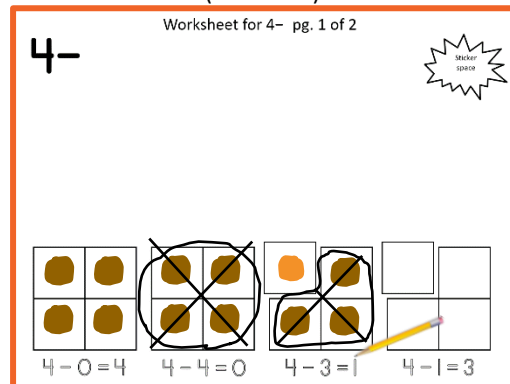 Worksheet for 4– pg. 1 of 2
4–
Sticker
space
4 – 0 = 4
4 – 4 = 0
4 – 3 = 1
4 – 1 = 3